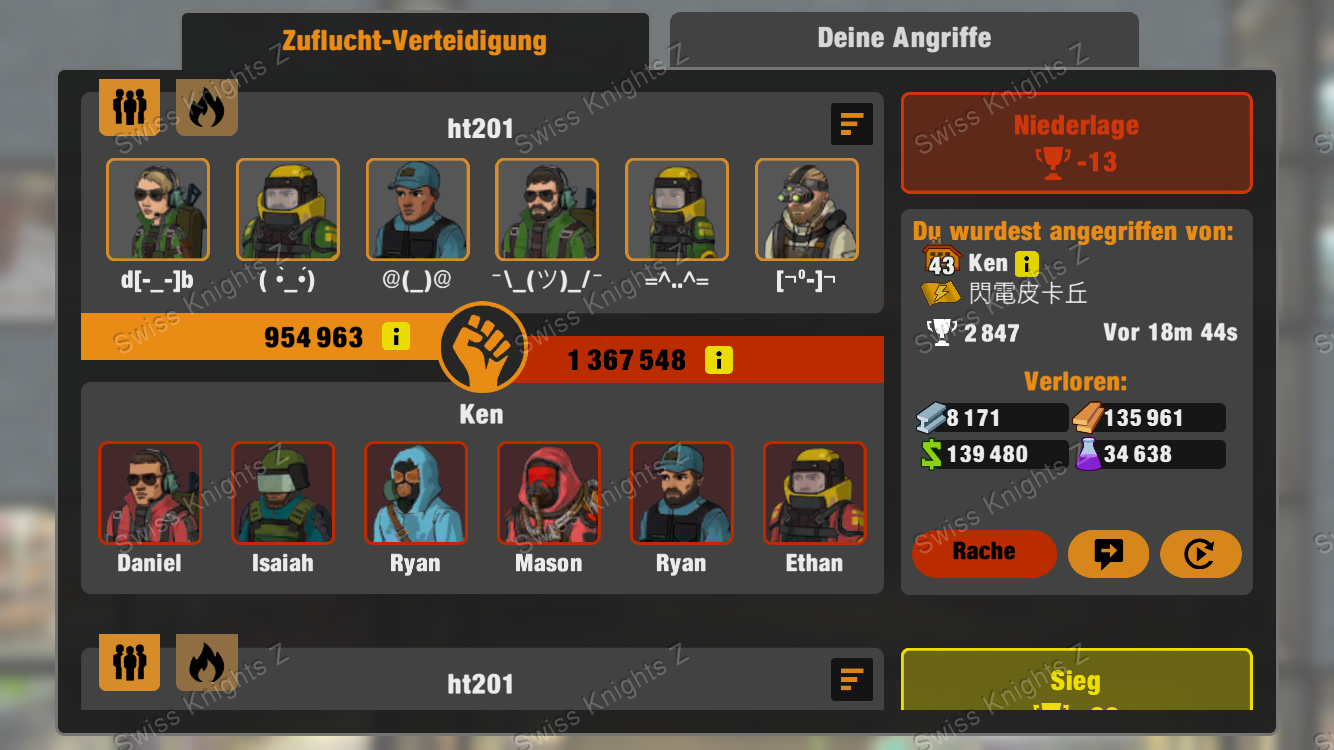 Zuflucht-Verteidigung
Deine Angriffe
ht201
d[-_-]b
( •̀_•́)
@(_)@
¯\_(ツ)_/¯
=^..^=
[¬º-]¬
954 963 i
1 367 548 i
Ken
Daniel
Isaiah
Ryan
Mason
Ryan
Ethan
Niederlage
-13
Du wurdest angegriffen von:
43 Ken i
閃電皮卡丘
2 847
Vor 18m 44s
Verloren:
8 171
135 961
139 480
34 638
Rache
ht201
Sieg
Swiss Knights Z